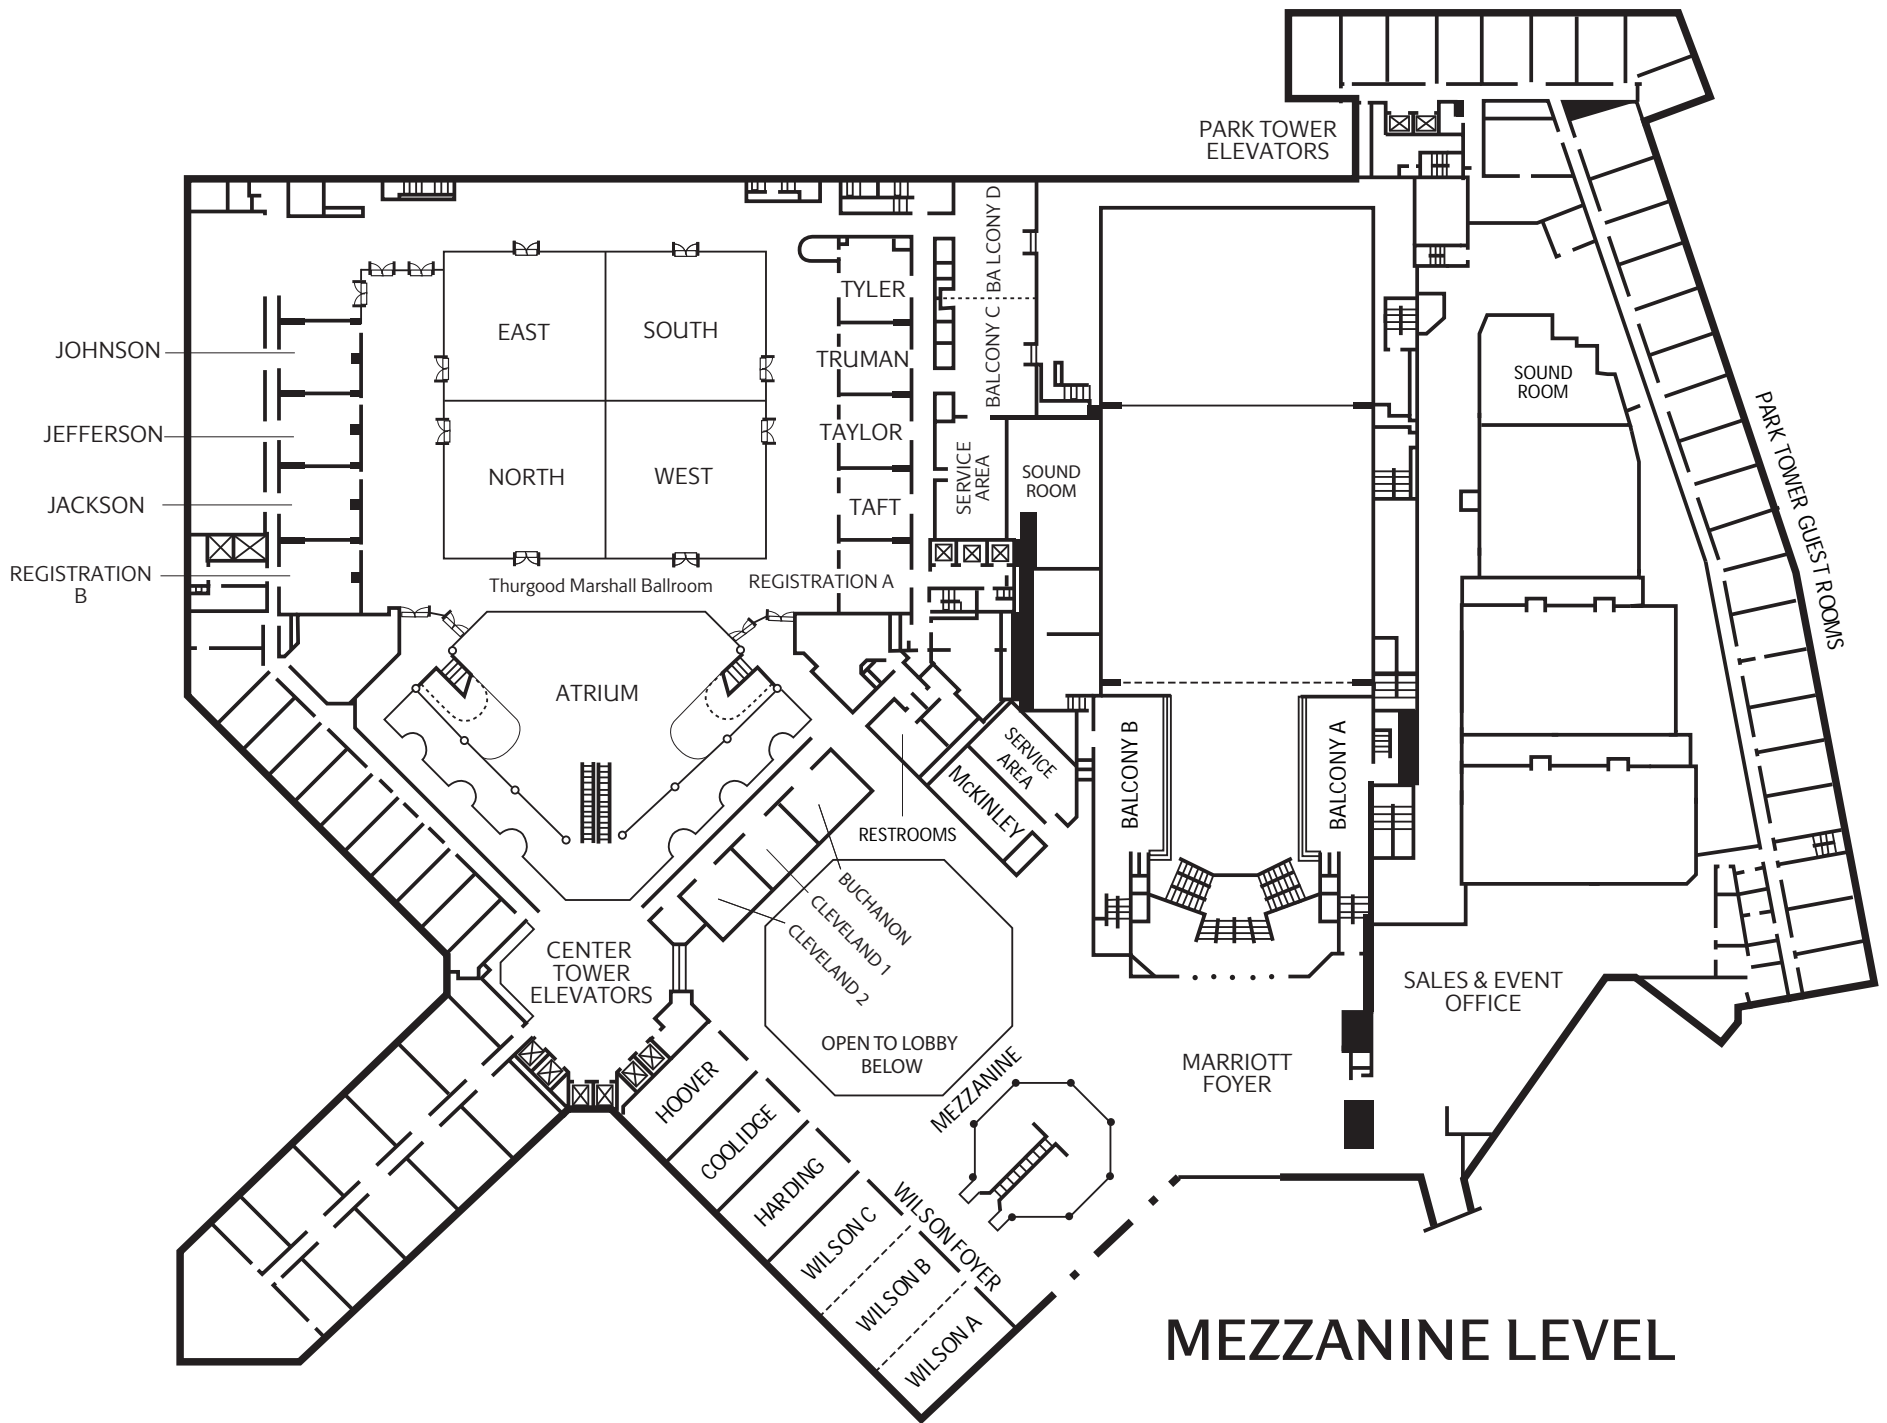 PARK TOWER
ELEVATORS
BALCONY D
BALCONY C
TYLER
EAST
SOUTH
JOHNSON
TRUMAN
SOUND
ROOM
PARK TOWER GUEST ROOMS
JEFFERSON
TAYLOR
NORTH
WEST
SERVICE
AREA
SOUND
ROOM
JACKSON
TAFT
REGISTRATION
B
Thurgood Marshall Ballroom
REGISTRATION A
ATRIUM
SERVICE
AREA
McKINLEY
BALCONY B
BALCONY A
RESTROOMS
BUCHANON
CLEVELAND 1
CLEVELAND 2
CENTER
TOWER
ELEVATORS
SALES & EVENT
OFFICE
OPEN TO LOBBY
BELOW
MEZZANINE
MARRIOTT
FOYER
HOOVER
COOLIDGE
HARDING
WILSON C
WILSON FOYER
WILSON B
WILSON A
MEZZANINE LEVEL